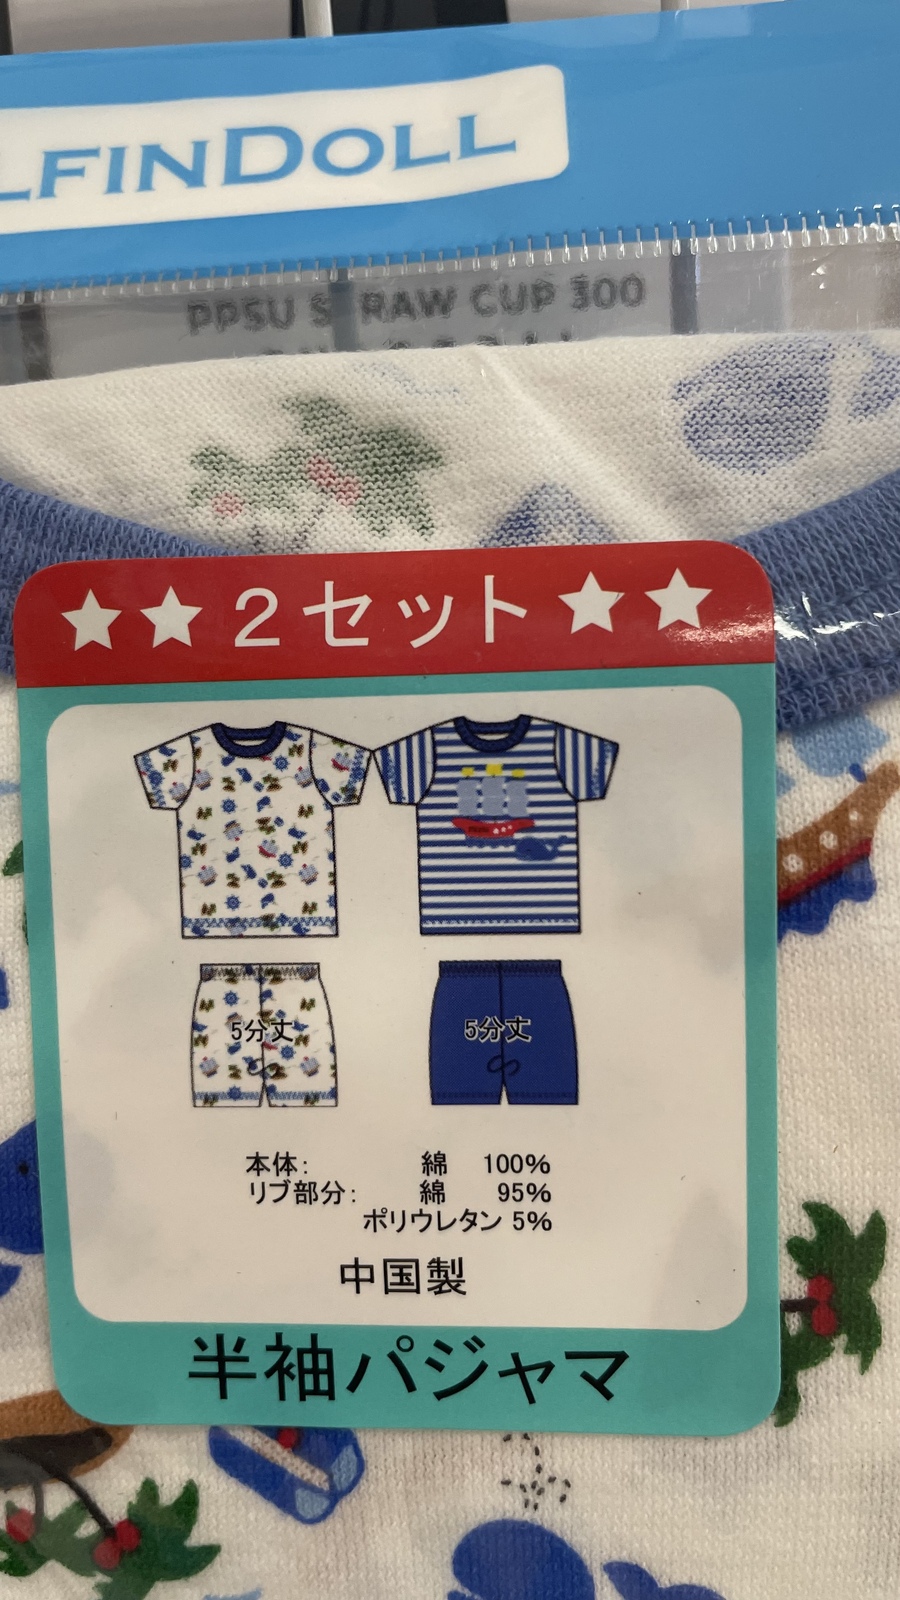 LFINDOLL
PPSU S RAW CUP 300
★★2セット★★
5分丈 5分丈
本体: 綿 100%
リブ部分: 綿 95%
ポリウレタン 5%
中国製
半袖パジャマ